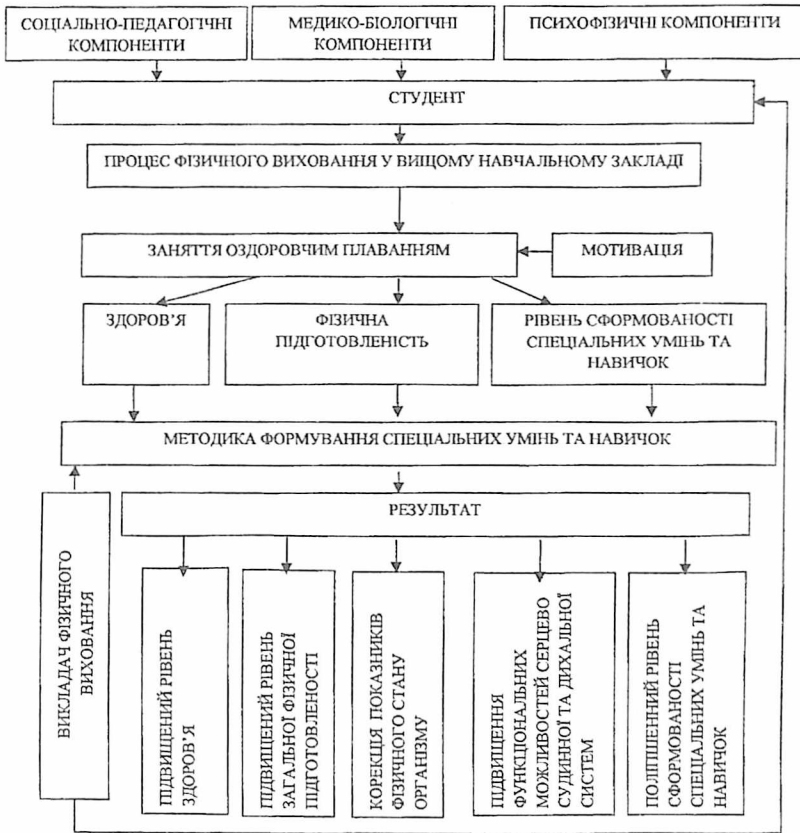 СОЦІАЛЬНО-ПЕДАГОГІЧНІ
КОМПОНЕНТИ
МЕДИКО-БІОЛОГІЧНІ
КОМПОНЕНТИ
ПСИХОФІЗИЧНІ КОМПОНЕНТИ
СТУДЕНТ
ПРОЦЕС ФІЗИЧНОГО ВИХОВАННЯ У ВИЩОМУ НАВЧАЛЬНОМУ ЗАКЛАДІ
ЗАНЯТТЯ ОЗДОРОВЧИМ ПЛАВАННЯМ
МОТИВАЦІЯ
ЗДОРОВ'Я
ФІЗИЧНА
ПІДГОТОВЛЕНІСТЬ
РІВЕНЬ СФОРМОВАНОСТІ
СПЕЦІАЛЬНИХ УМІНЬ ТА
НАВИЧОК
МЕТОДИКА ФОРМУВАННЯ СПЕЦІАЛЬНИХ УМІНЬ ТА НАВИЧОК
РЕЗУЛЬТАТ
ВИКЛАДАЧ ФІЗИЧНОГО
ВИХОВАННЯ
ПІДВИЩЕНИЙ РІВЕНЬ
ЗДОРОВ'Я
ПІДВИЩЕНИЙ РІВЕНЬ
ЗАГАЛЬНОЇ ФІЗИЧНОЇ
ПІДГОТОВЛЕНОСТІ
КОРЕКЦІЯ ПОКАЗНИКІВ
ФІЗИЧНОГО СТАНУ
ОРГАНІЗМУ
ПІДВИЩЕННЯ
ФУНКЦІОНАЛЬНИХ
МОЖЛИВОСТЕЙ СЕРЦЕВО
СУДИННОЇ ТА ДИХАЛЬНОЇ
СИСТЕМ
ПОЛІПШЕННИЙ РІВЕНЬ
СФОРМОВАНОСТІ
СПЕЦІАЛЬНИХ УМІНЬ ТА
НАВИЧОК